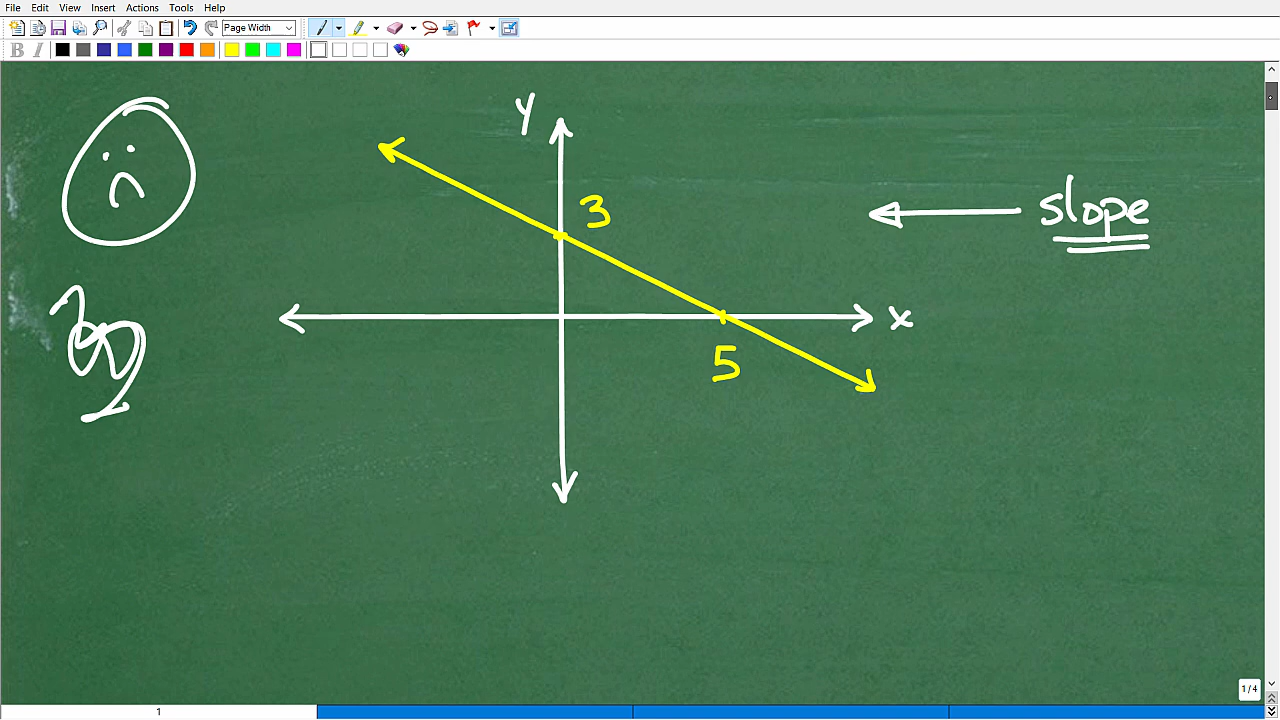 File Edit View Insert Actions Tools Help
Page Width
B I
y
3
slope
x
5
1/4
1